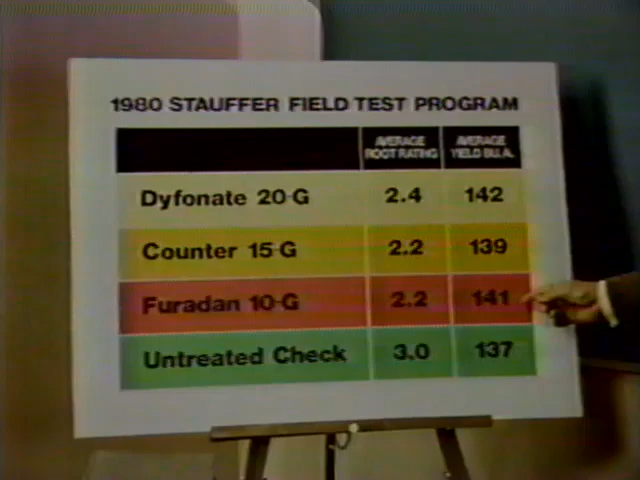 1980 STAUFFER FIELD TEST PROGRAM
AVERAGE ROOT RATING AVERAGE YIELD BU. A.
Dyfonate 20-G 2.4 142
Counter 15-G 2.2 139
Furadan 10-G 2.2 141
Untreated Check 3.0 137